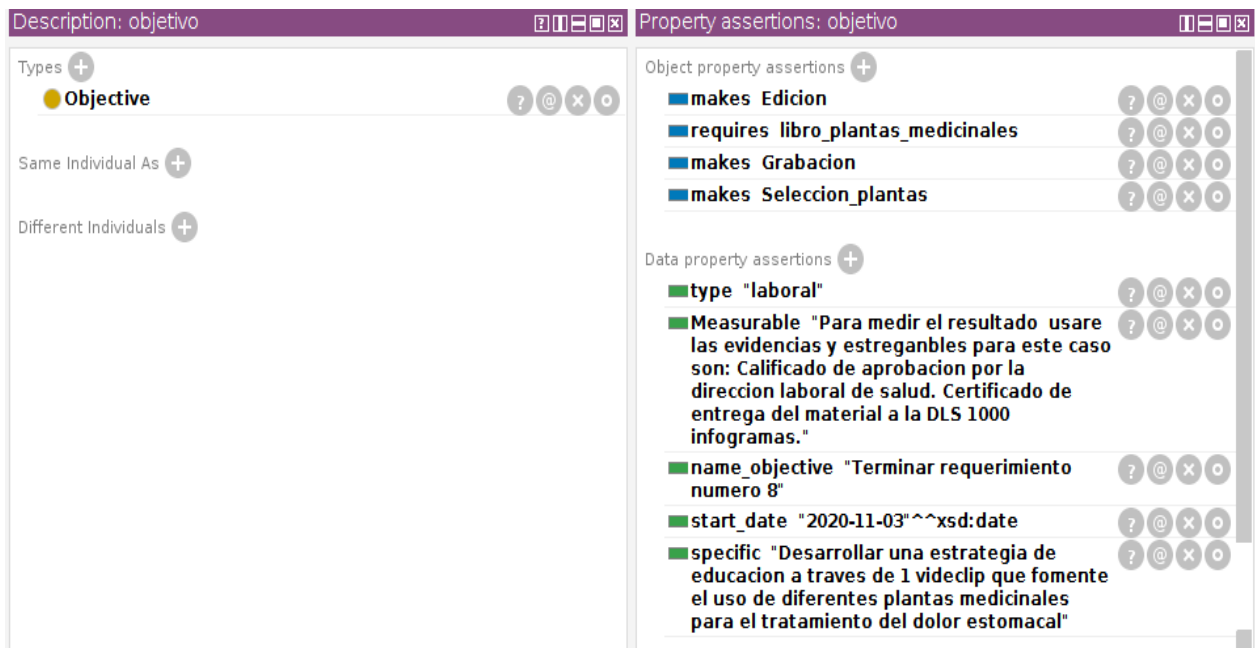 Description: objetivo
Types
Objective
Same Individual As
Different Individuals
Property assertions: objetivo
Object property assertions
makes Edicion
requires libro_plantas_medicinales
makes Grabacion
makes Seleccion_plantas
Data property assertions
type "laboral"
Measurable "Para medir el resultado usare
las evidencias y estreganbles para este caso
son: Calificado de aprobacion por la
direccion laboral de salud. Certificado de
entrega del material a la DLS 1000
infogramas."
name_objective "Terminar requerimiento
numero 8"
start_date "2020-11-03"^^xsd:date
specific "Desarrollar una estrategia de
educacion a traves de 1 videclip que fomente
el uso de diferentes plantas medicinales
para el tratamiento del dolor estomacal"